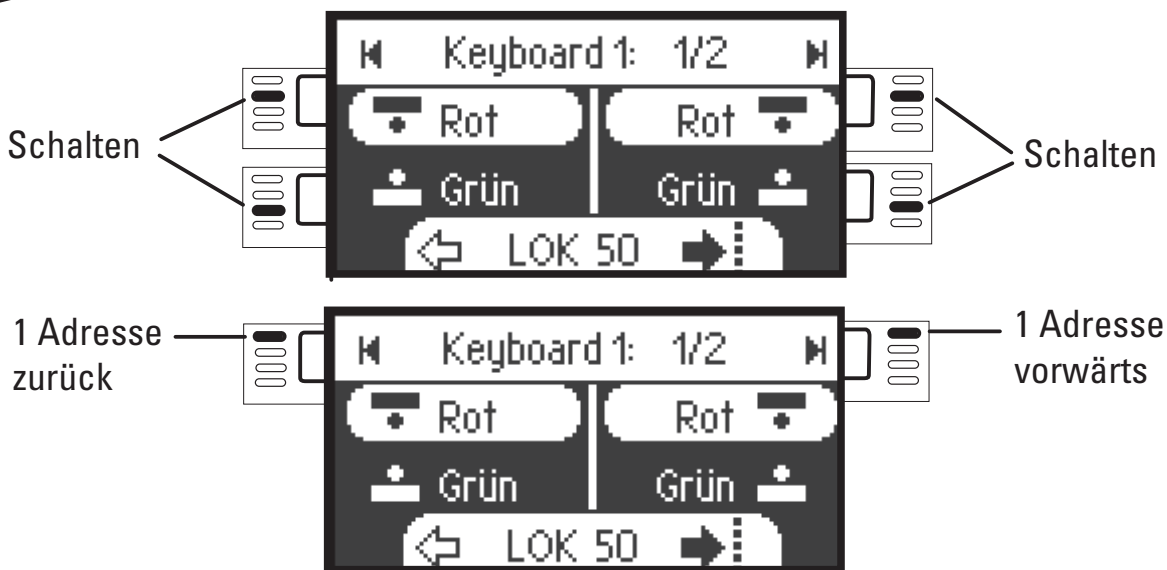 Keyboard 1: 1/2
Rot Rot
Schalten Schalten
Grün Grün
LOK 50
1 Adresse zurück
Keyboard 1: 1/2
1 Adresse vorwärts
Rot Rot
Grün Grün
LOK 50